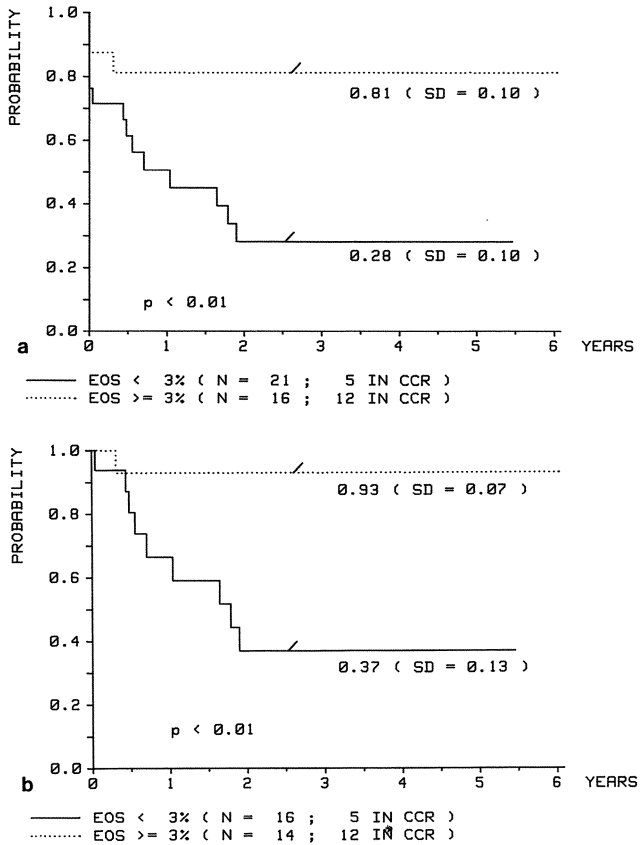 1.0
PROBABILITY
0.8
0.81 ( SD = 0.10 )
0.6
0.4
0.28 ( SD = 0.10 )
0.2
p < 0.01
0.0
a
0 1 2 3 4 5 6 YEARS
EOS < 3% ( N = 21 ; 5 IN CCR )
EOS >= 3% ( N = 16 ; 12 IN CCR )
1.0
PROBABILITY
0.93 ( SD = 0.07 )
0.8
0.6
0.4
0.37 ( SD = 0.13 )
0.2
p < 0.01
0.0
b
0 1 2 3 4 5 6 YEARS
EOS < 3% ( N = 16 ; 5 IN CCR )
EOS >= 3% ( N = 14 ; 12 IN CCR )